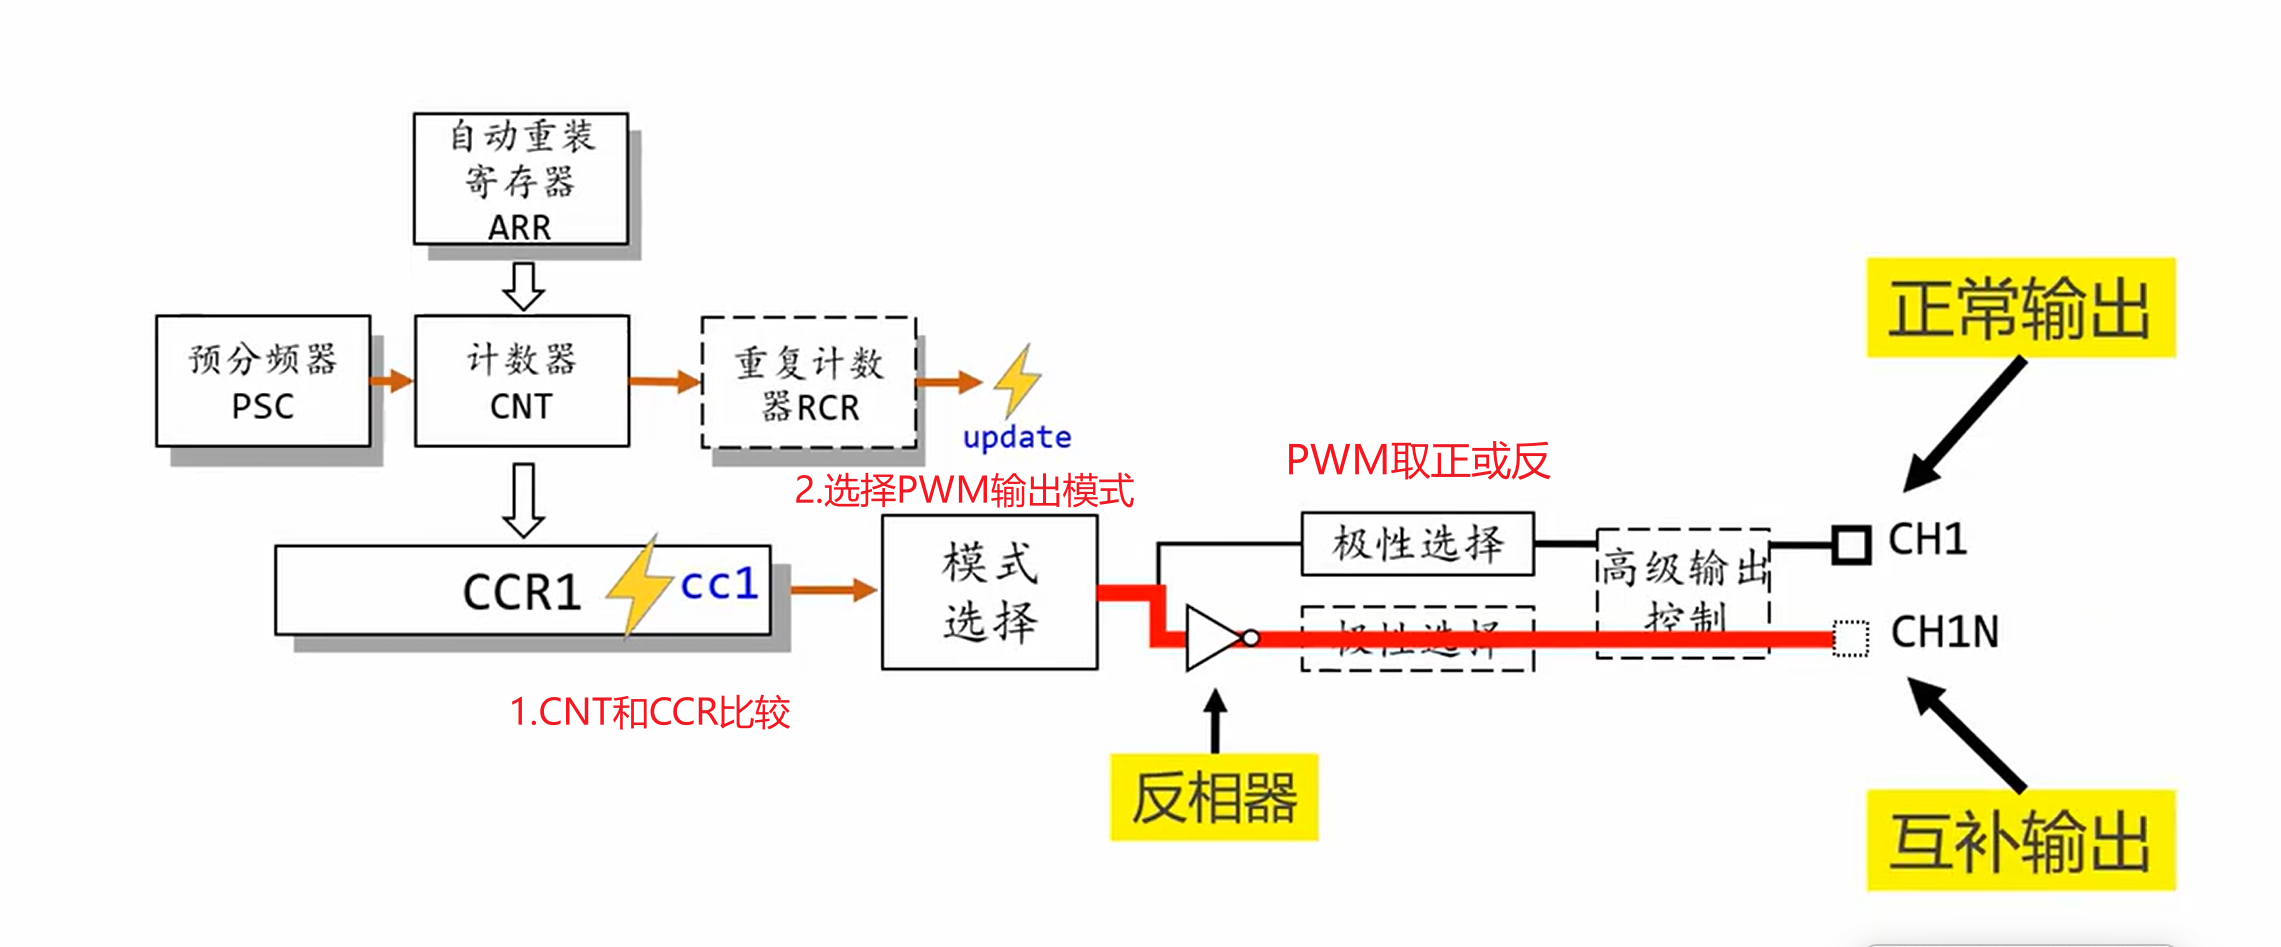 自动重装
寄存器
ARR
预分频器
PSC
计数器
CNT
重复计数
器RCR
update
正常输出
2.选择PWM输出模式
PWM取正或反
CCR1
cc1
模式
选择
极性选择
高级输出
控制
CH1
极性选择
CH1N
1.CNT和CCR比较
反相器
互补输出